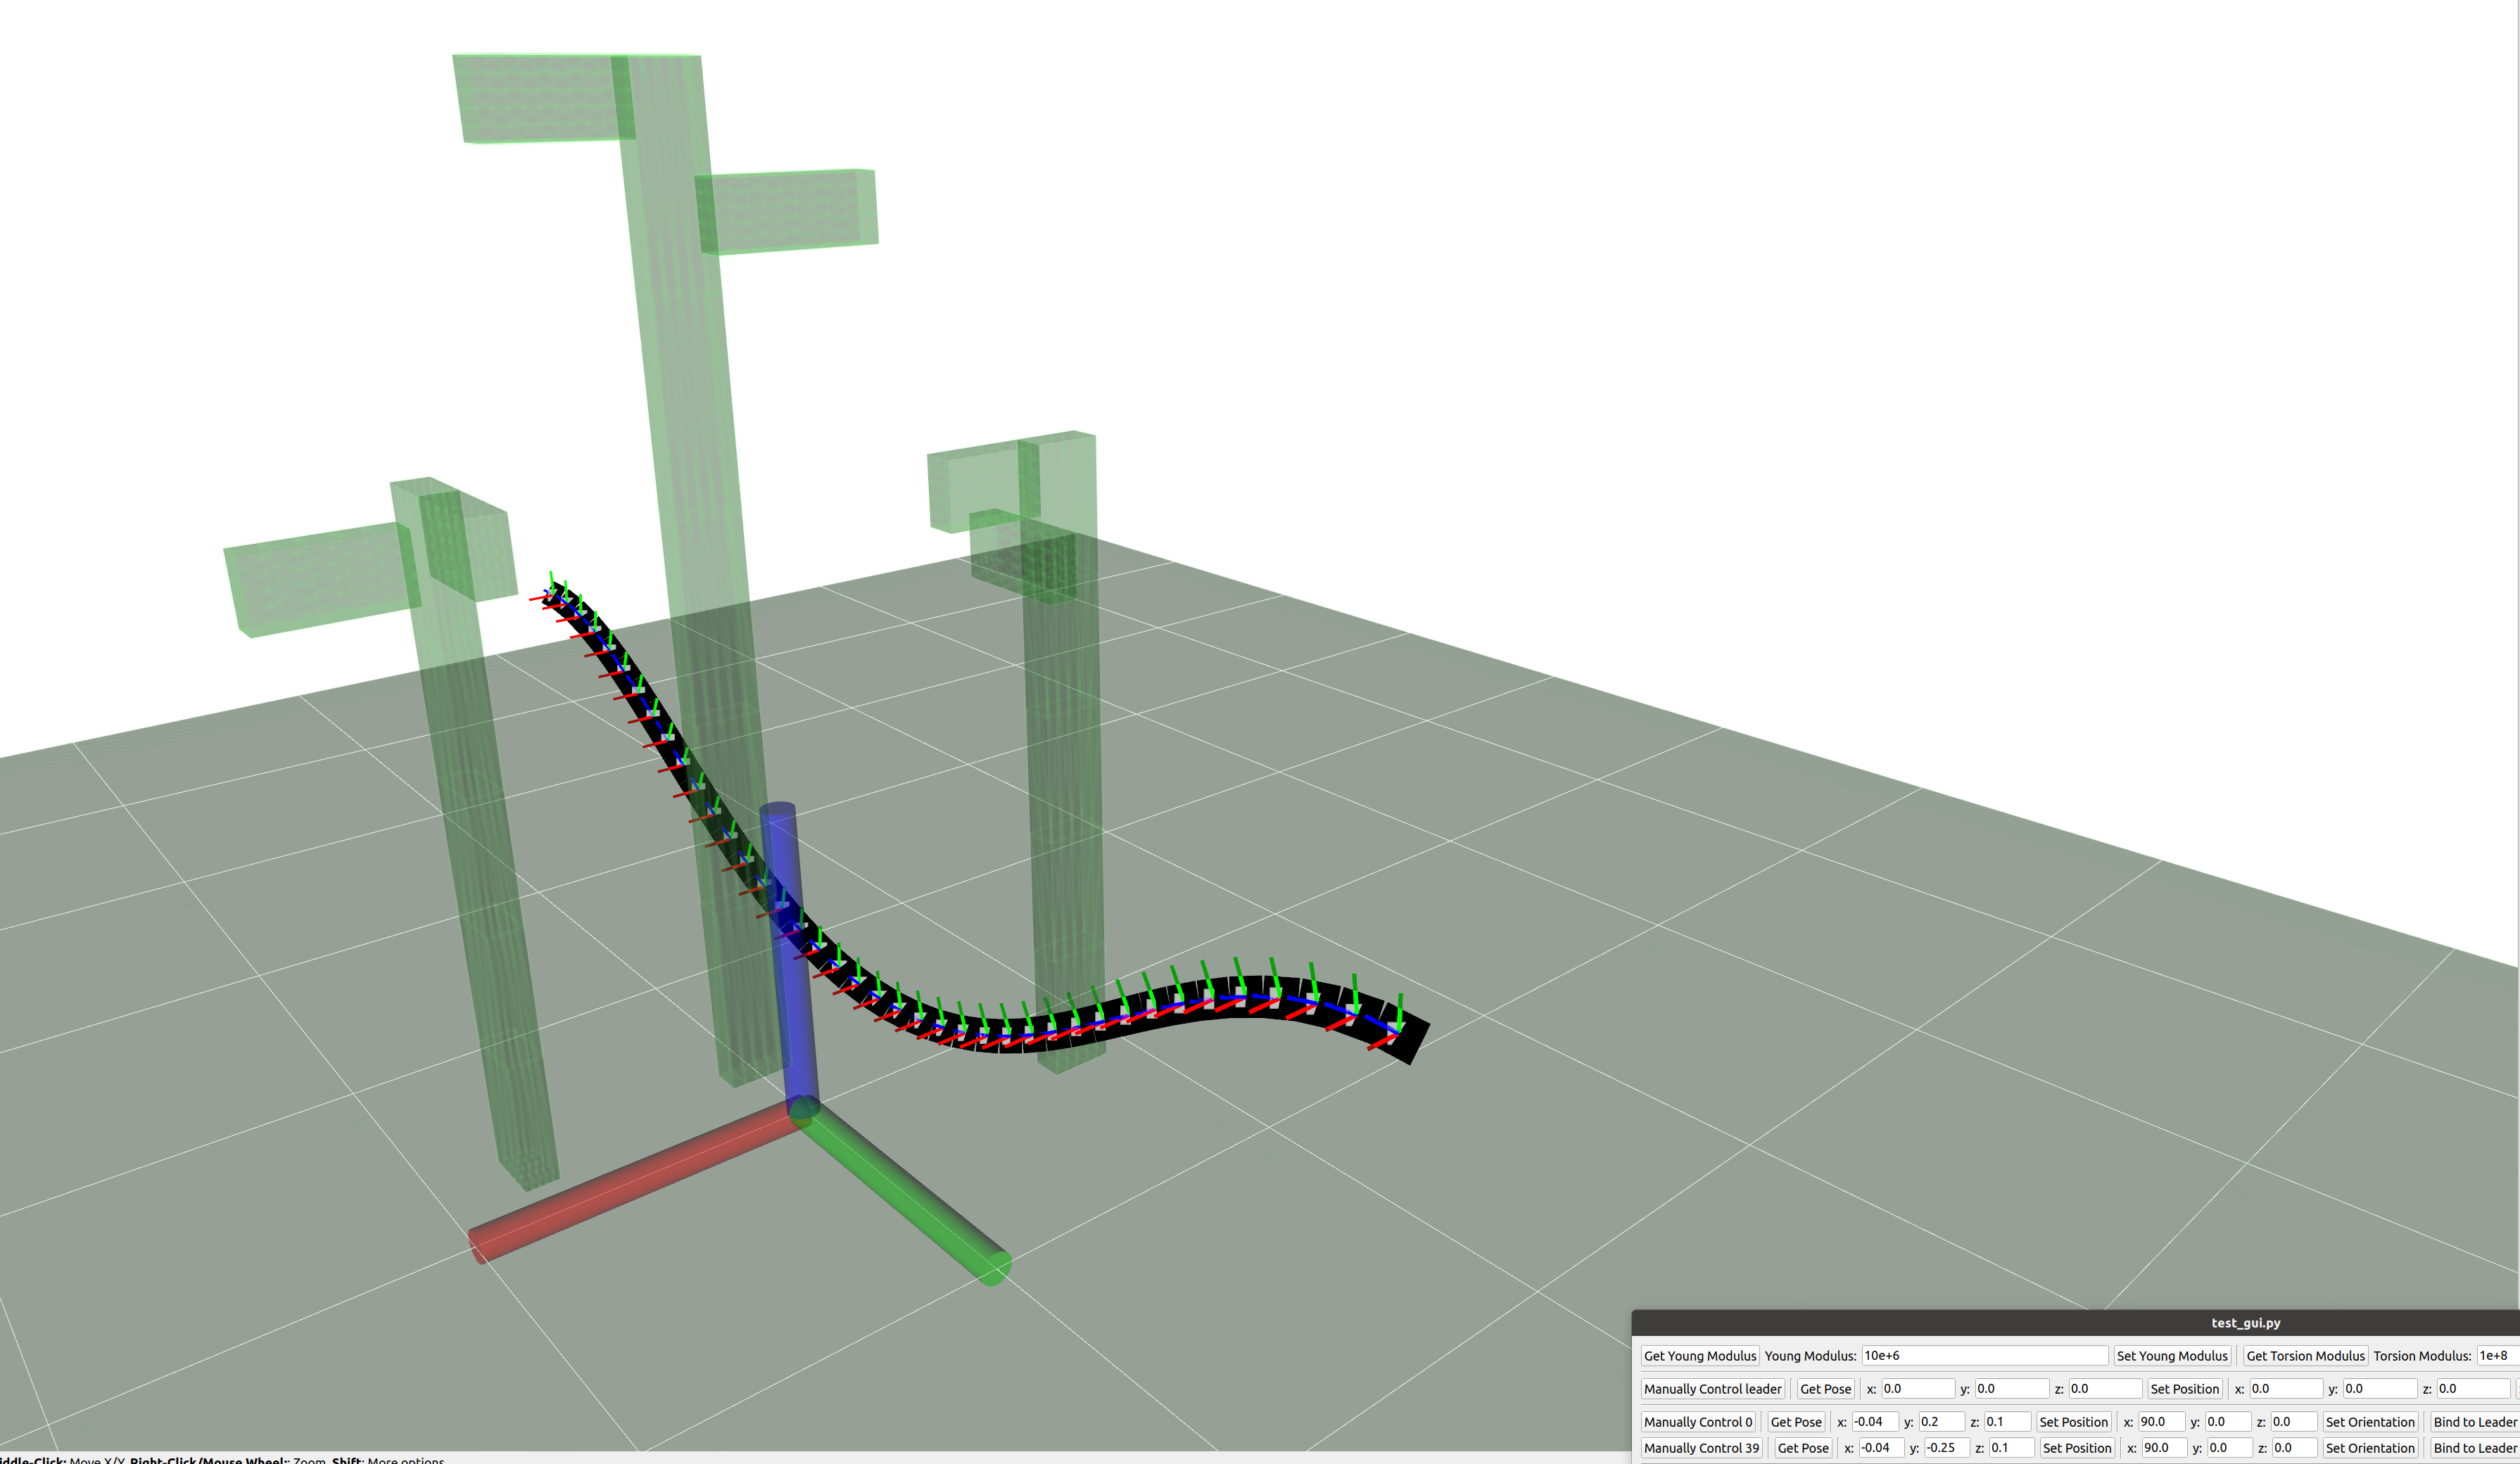 test_gui.py
Get Young Modulus Young Modulus: 10e+6 Set Young Modulus Get Torsion Modulus Torsion Modulus: 1e+8
Manually Control leader Get Pose x: 0.0 y: 0.0 z: 0.0 Set Position x: 0.0 y: 0.0 z: 0.0
Manually Control 0 Get Pose x: -0.04 y: 0.2 z: 0.1 Set Position x: 90.0 y: 0.0 z: 0.0 Set Orientation Bind to Leader
Manually Control 39 Get Pose x: -0.04 y: -0.25 z: 0.1 Set Position x: 90.0 y: 0.0 z: 0.0 Set Orientation Bind to Leader
iddle-Click: Move X/Y. Right-Click/Mouse Wheel:: Zoom. Shift: More options.